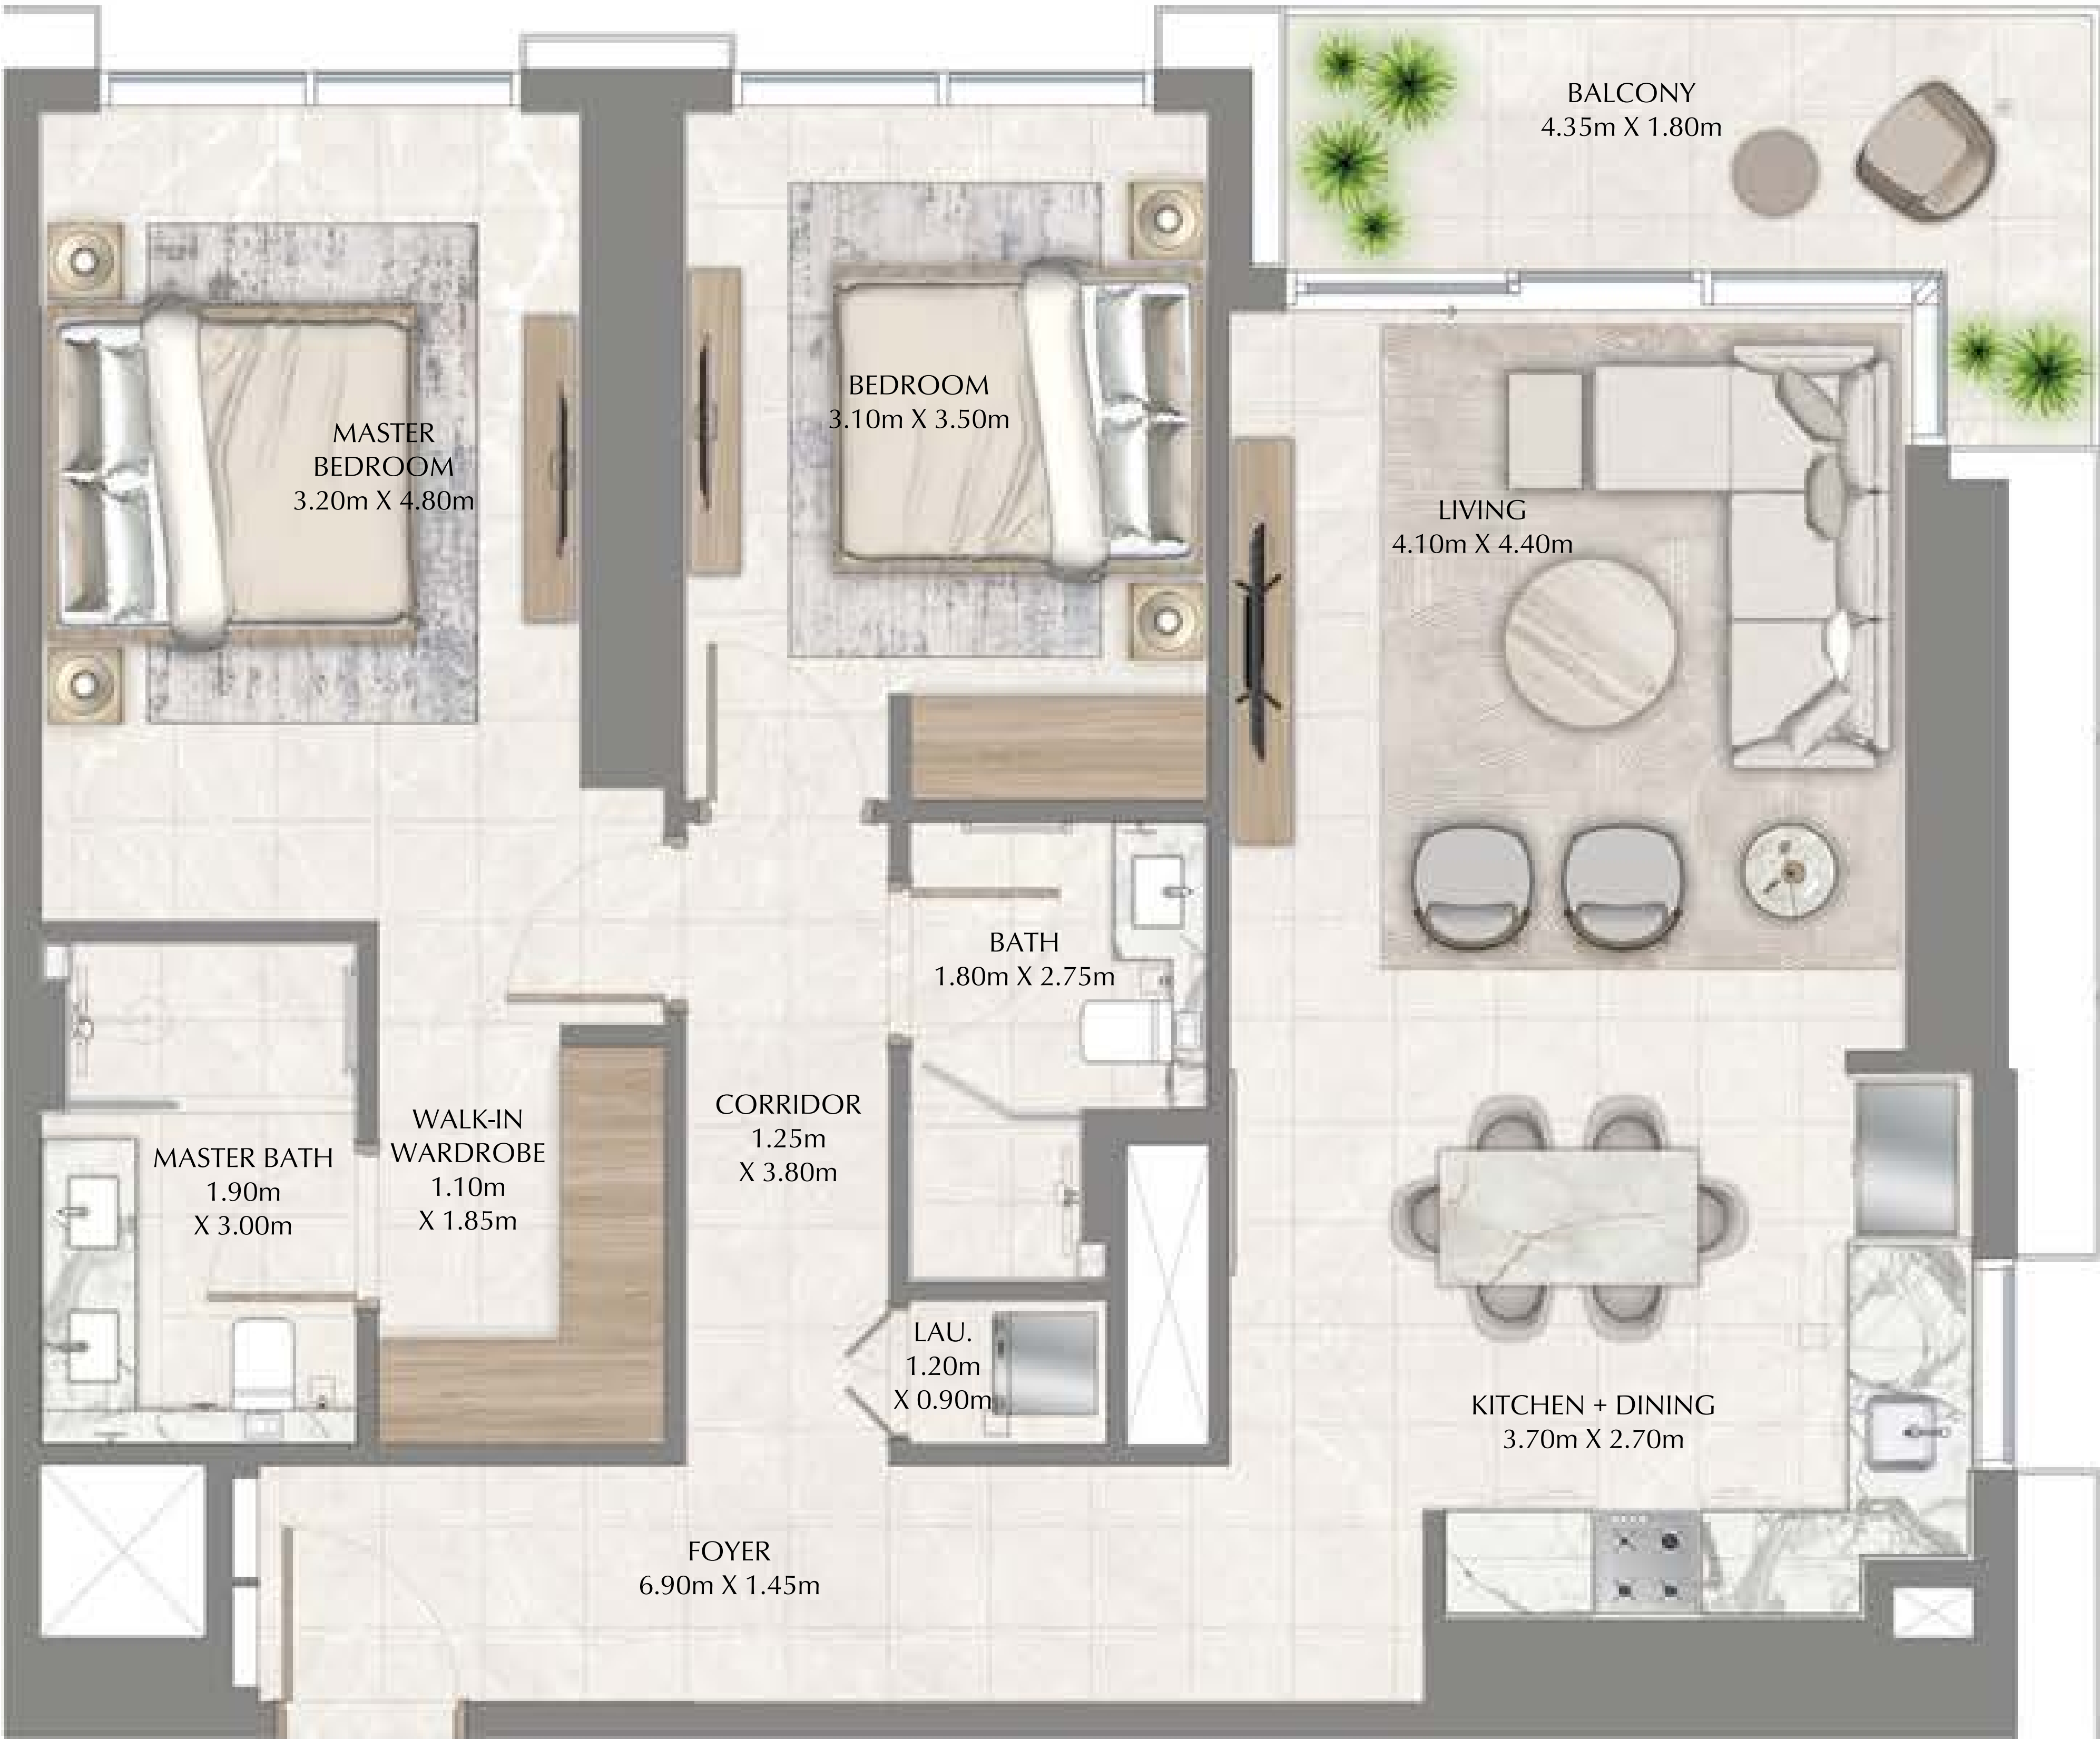 BALCONY
4.35m X 1.80m
MASTER
BEDROOM
3.20m X 4.80m
BEDROOM
3.10m X 3.50m
LIVING
4.10m X 4.40m
BATH
1.80m X 2.75m
MASTER BATH
1.90m
X 3.00m
WALK-IN
WARDROBE
1.10m
X 1.85m
CORRIDOR
1.25m
X 3.80m
LAU.
1.20m
X 0.90m
KITCHEN + DINING
3.70m X 2.70m
FOYER
6.90m X 1.45m